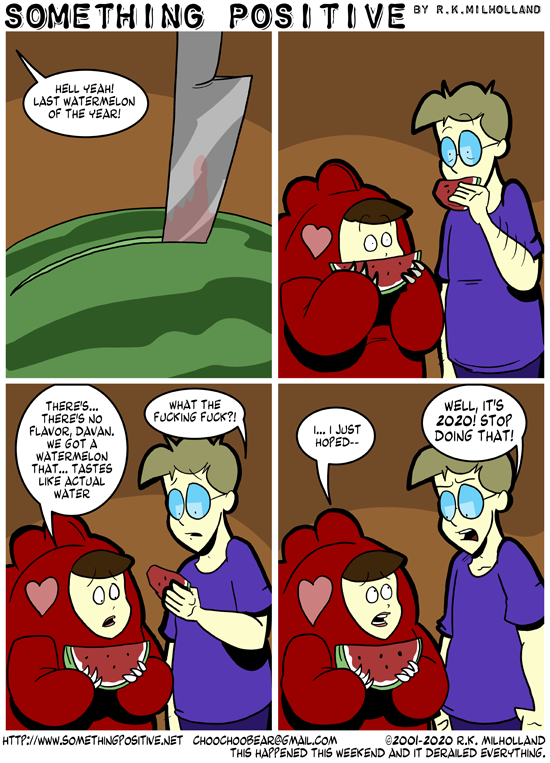 SOMETHING POSITIVE BY R.K.MILHOLLAND
HELL YEAH!
LAST WATERMELON
OF THE YEAR!
THERE'S...
THERE'S NO
FLAVOR, DAVAN.
WE GOT A
WATERMELON
THAT... TASTES
LIKE ACTUAL
WATER
WHAT THE
FUCKING FUCK?!
I... I JUST
HOPED--
WELL, IT'S
2020! STOP
DOING THAT!
HTTP://WWW.SOMETHINGPOSITIVE.NET CHOOCHOOBEAR@GMAIL.COM ©2001-2020 R.K. MILHOLLAND
THIS HAPPENED THIS WEEKEND AND IT DERAILED EVERYTHING.